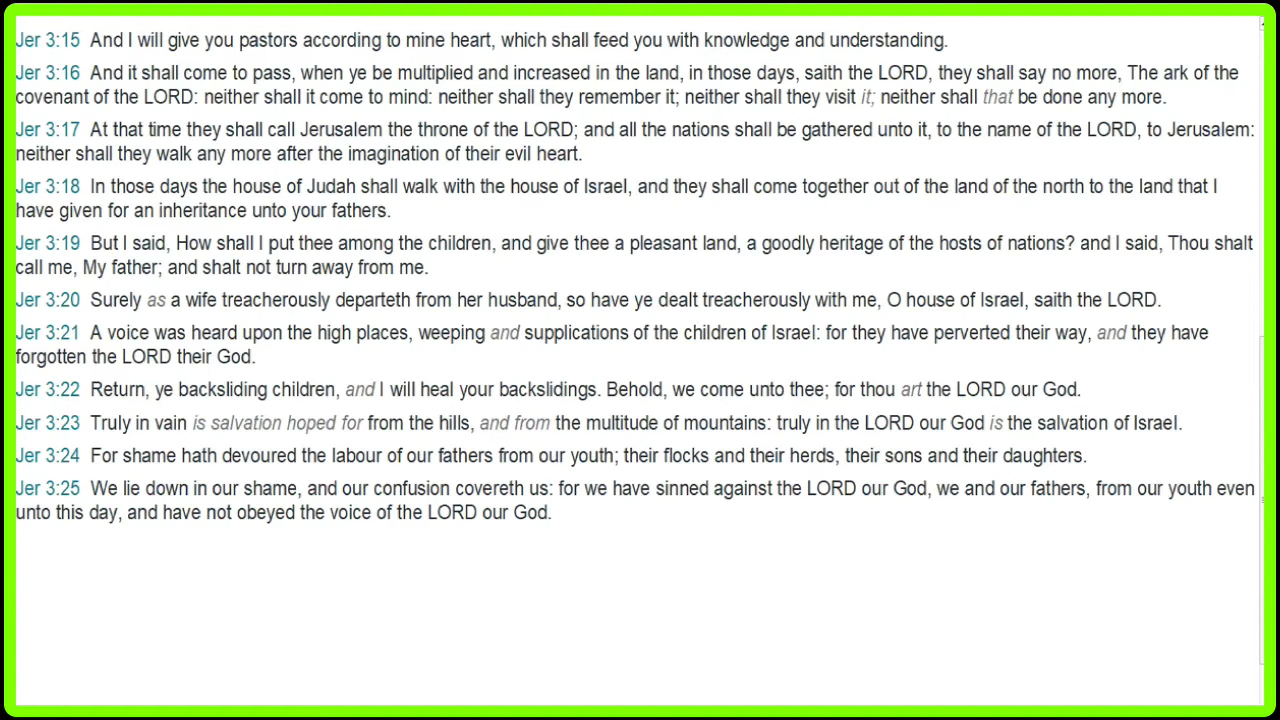 Jer 3:15 And I will give you pastors according to mine heart, which shall feed you with knowledge and understanding.
Jer 3:16 And it shall come to pass, when ye be multiplied and increased in the land, in those days, saith the LORD, they shall say no more, The ark of the
covenant of the LORD: neither shall it come to mind: neither shall they remember it; neither shall they visit it; neither shall that be done any more.
Jer 3:17 At that time they shall call Jerusalem the throne of the LORD; and all the nations shall be gathered unto it, to the name of the LORD, to Jerusalem:
neither shall they walk any more after the imagination of their evil heart.
Jer 3:18 In those days the house of Judah shall walk with the house of Israel, and they shall come together out of the land of the north to the land that I
have given for an inheritance unto your fathers.
Jer 3:19 But I said, How shall I put thee among the children, and give thee a pleasant land, a goodly heritage of the hosts of nations? and I said, Thou shalt
call me, My father; and shalt not turn away from me.
Jer 3:20 Surely as a wife treacherously departeth from her husband, so have ye dealt treacherously with me, O house of Israel, saith the LORD.
Jer 3:21 A voice was heard upon the high places, weeping and supplications of the children of Israel: for they have perverted their way, and they have
forgotten the LORD their God.
Jer 3:22 Return, ye backsliding children, and I will heal your backslidings. Behold, we come unto thee; for thou art the LORD our God.
Jer 3:23 Truly in vain is salvation hoped for from the hills, and from the multitude of mountains: truly in the LORD our God is the salvation of Israel.
Jer 3:24 For shame hath devoured the labour of our fathers from our youth; their flocks and their herds, their sons and their daughters.
Jer 3:25 We lie down in our shame, and our confusion covereth us: for we have sinned against the LORD our God, we and our fathers, from our youth even
unto this day, and have not obeyed the voice of the LORD our God.